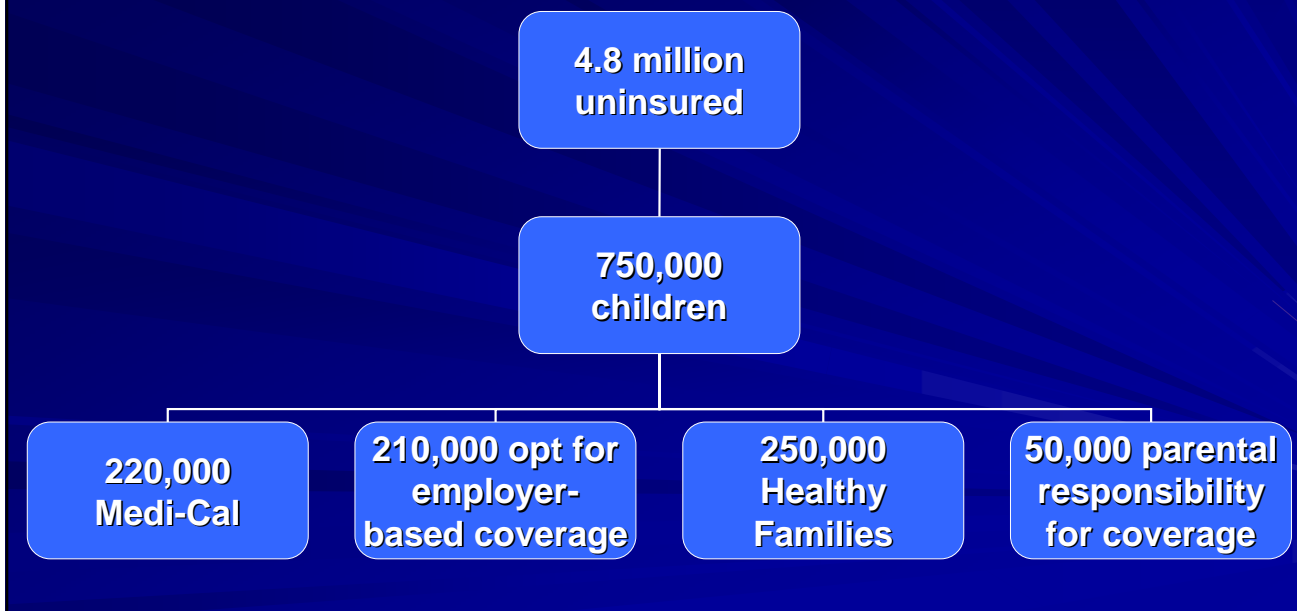 4.8 million
uninsured
750,000
children
220,000
Medi-Cal
210,000 opt for
employer-
based coverage
250,000
Healthy
Families
50,000 parental
responsibility
for coverage